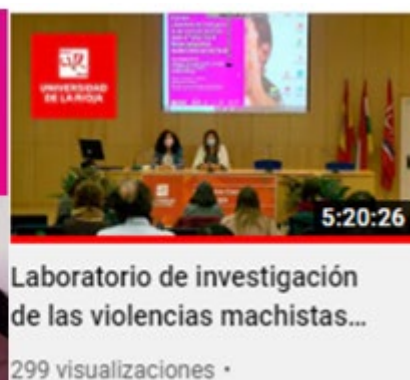 UNIVERSIDAD
DE LA RIOJA
5:20:26
Laboratorio de investigación
de las violencias machistas...
299 visualizaciones •